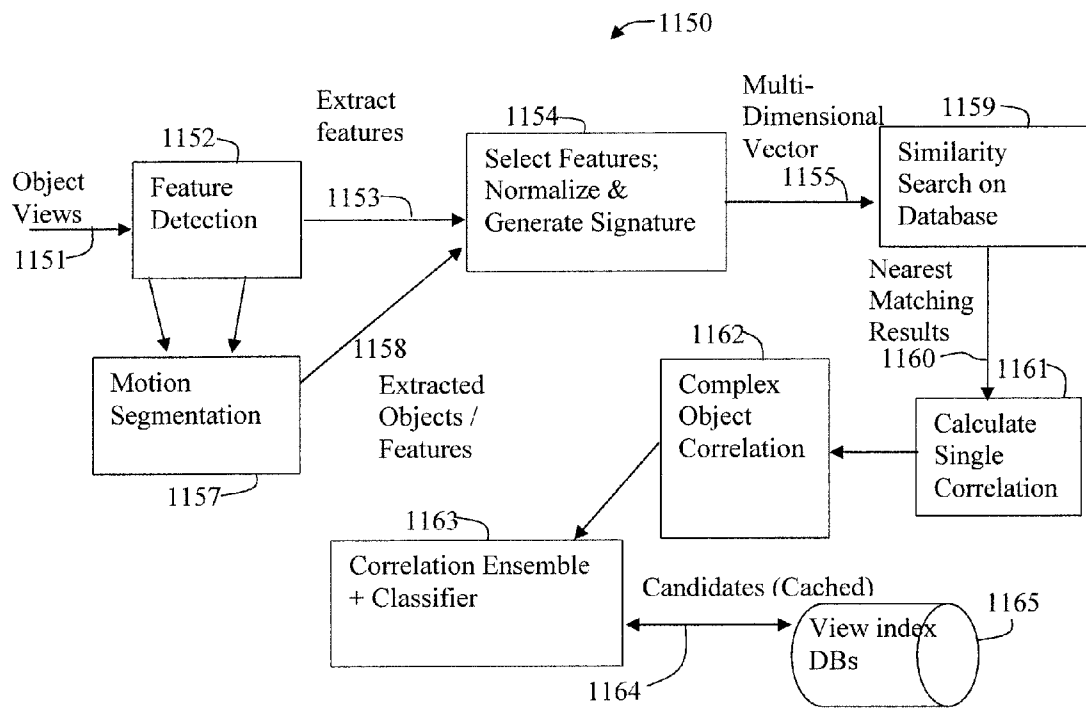 1150
Extract
features
1152
1154
Multi-
Dimensional
Vector
1159
Object
Views
1151
Feature
Detection
1153
Select Features;
Normalize &
Generate Signature
1155
Similarity
Search on
Database
Nearest
Matching
Results
1160
1158
1162
1161
Motion
Segmentation
1157
Extracted
Objects /
Features
Complex
Object
Correlation
Calculate
Single
Correlation
1163
Correlation Ensemble
+ Classifier
Candidates (Cached)
1164
View index
DBs
1165